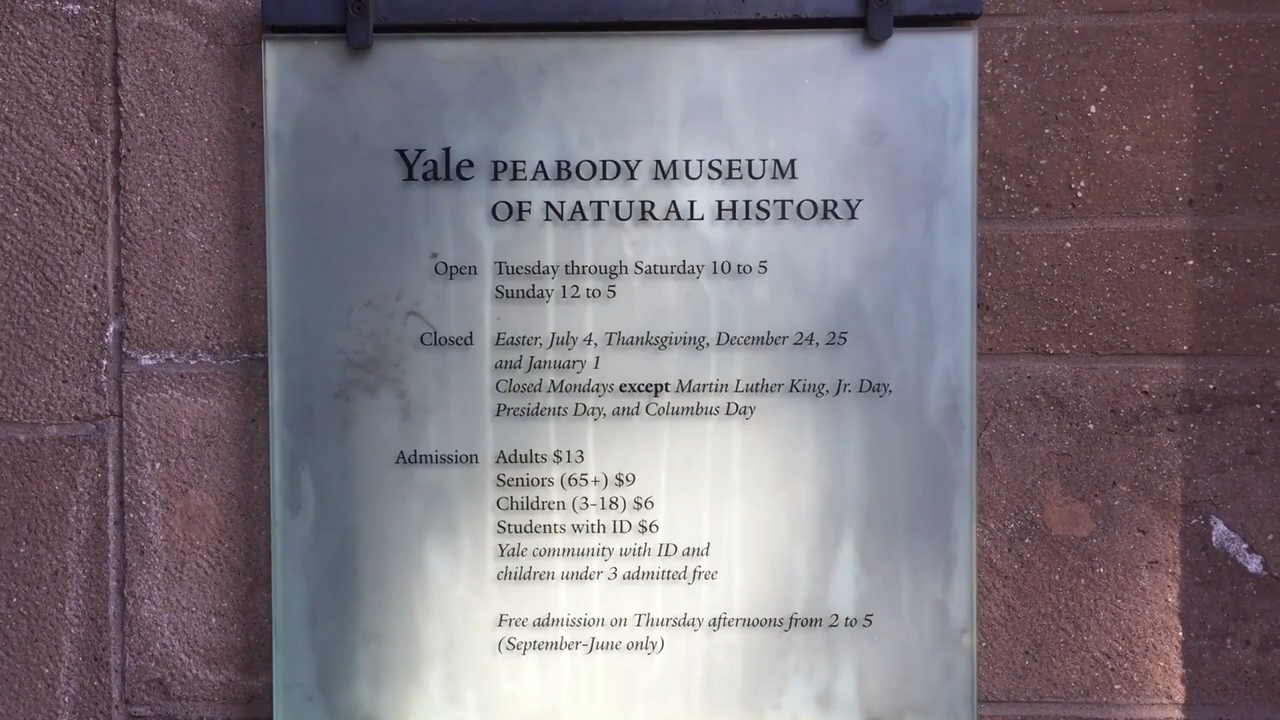 Yale PEABODY MUSEUM
OF NATURAL HISTORY
Open Tuesday through Saturday 10 to 5
Sunday 12 to 5
Closed Easter, July 4, Thanksgiving, December 24, 25
and January 1
Closed Mondays except Martin Luther King, Jr. Day,
Presidents Day, and Columbus Day
Admission Adults $13
Seniors (65+) $9
Children (3-18) $6
Students with ID $6
Yale community with ID and
children under 3 admitted free
Free admission on Thursday afternoons from 2 to 5
(September-June only)